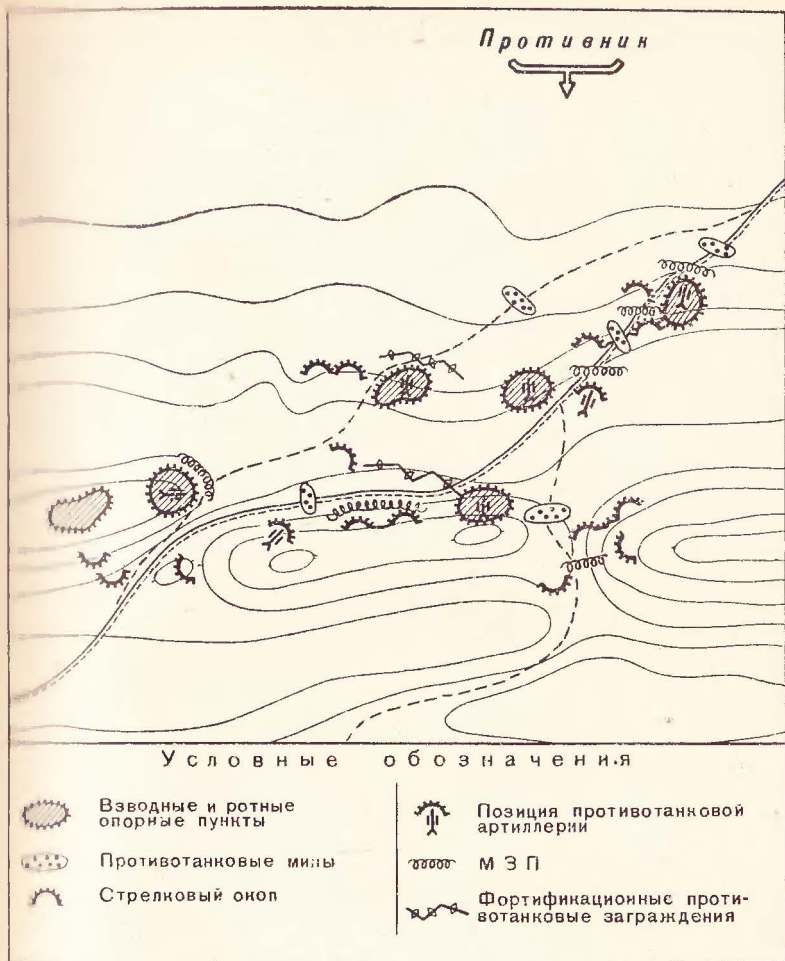 Противник
Условные обозначения
Взводные и ротные
опорные пункты
Противотанковые мины
Стрелковый окоп
Позиция противотанковой
артиллерии
МЗП
Фортификационные проти-
вотанковые заграждения